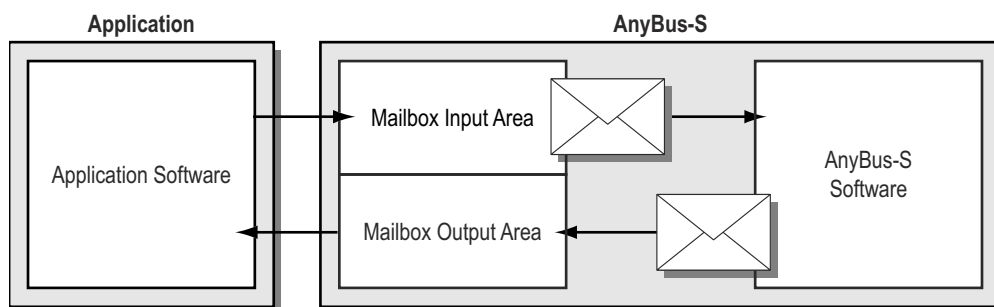 Application
AnyBus-S
Mailbox Input Area
Application Software
AnyBus-S
Software
Mailbox Output Area